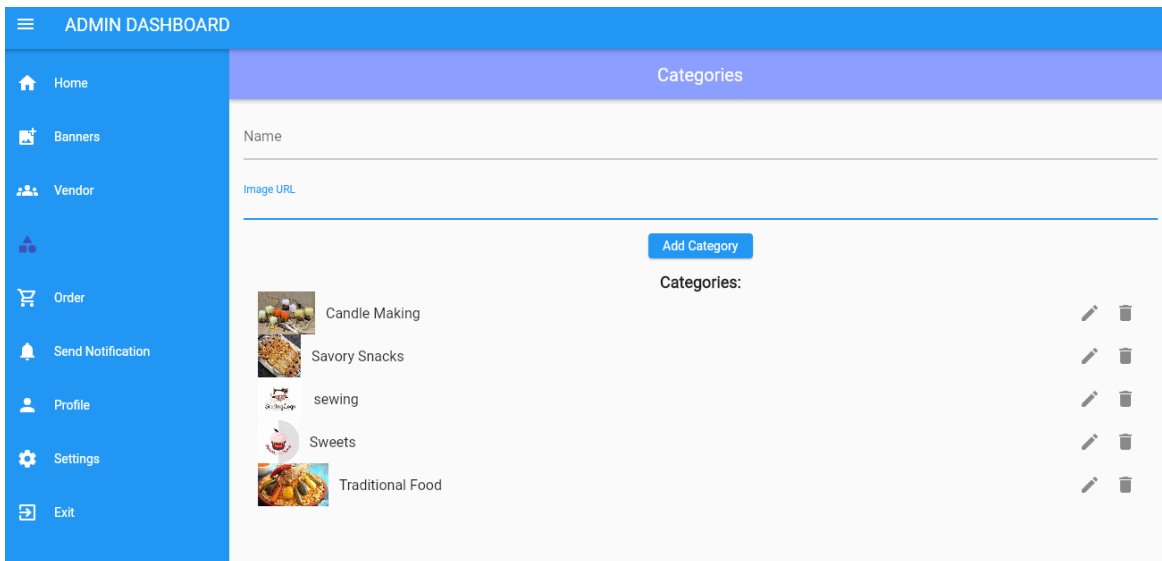 ADMIN DASHBOARD
Home
Banners
Vendor
Order
Send Notification
Profile
Settings
Exit
Categories
Name
Image URL
Add Category
Categories:
Candle Making
Savory Snacks
sewing
Sweets
Traditional Food